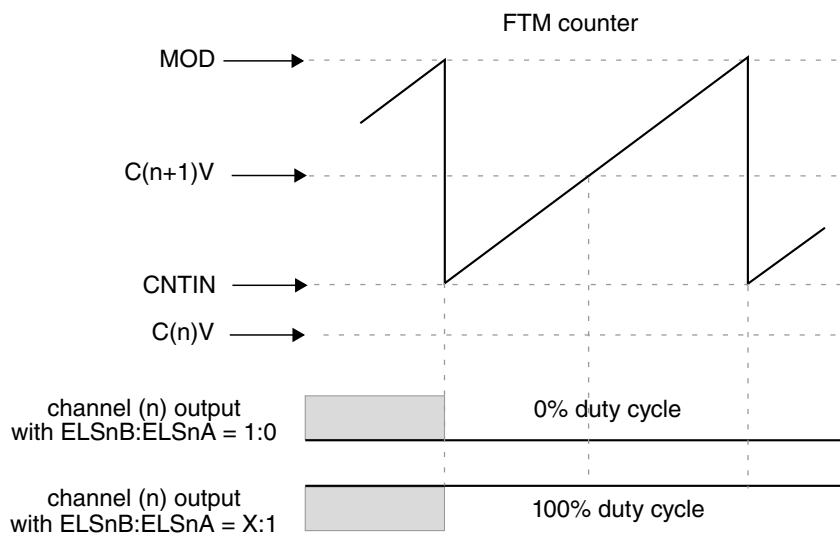 FTM counter
MOD
C(n+1)V
CNTIN
C(n)V
channel (n) output
with ELSnB:ELSnA = 1:0
0% duty cycle
channel (n) output
with ELSnB:ELSnA = X:1
100% duty cycle